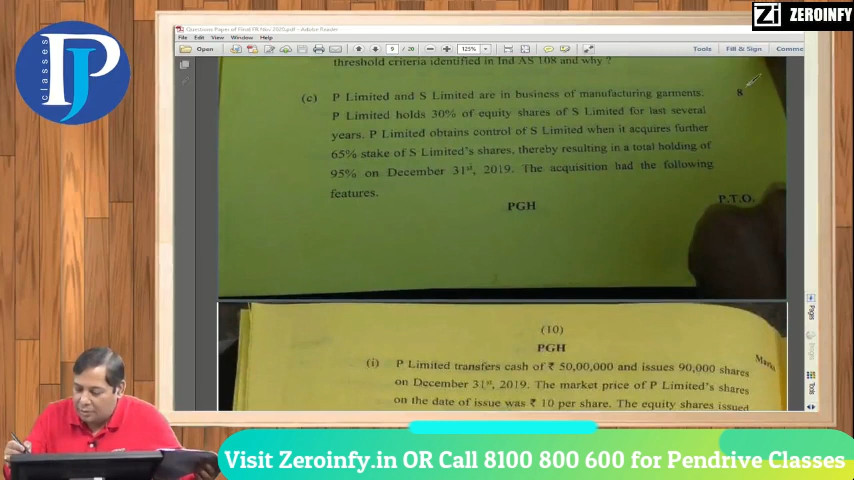 Zi ZEROINFY
classes
PJ
Questions Paper of Final FR Nov 2020.pdf - Adobe Reader
File Edit View Window Help
Open
9 / 20
125%
Tools Fill & Sign Comme
threshold criteria identified in Ind AS 108 and why ?
(c) P Limited and S Limited are in business of manufacturing garments. 8
P Limited holds 30% of equity shares of S Limited for last several
years. P Limited obtains control of S Limited when it acquires further
65% stake of S Limited's shares, thereby resulting in a total holding of
95% on December 31st, 2019. The acquisition had the following
features.
PGH P.T.O.
(10)
PGH
Marks
(i) P Limited transfers cash of ₹ 50,00,000 and issues 90,000 shares
on December 31st, 2019. The market price of P Limited's shares
on the date of issue was ₹ 10 per share. The equity shares issued
Pages
Tools
Visit Zeroinfy.in OR Call 8100 800 600 for Pendrive Classes